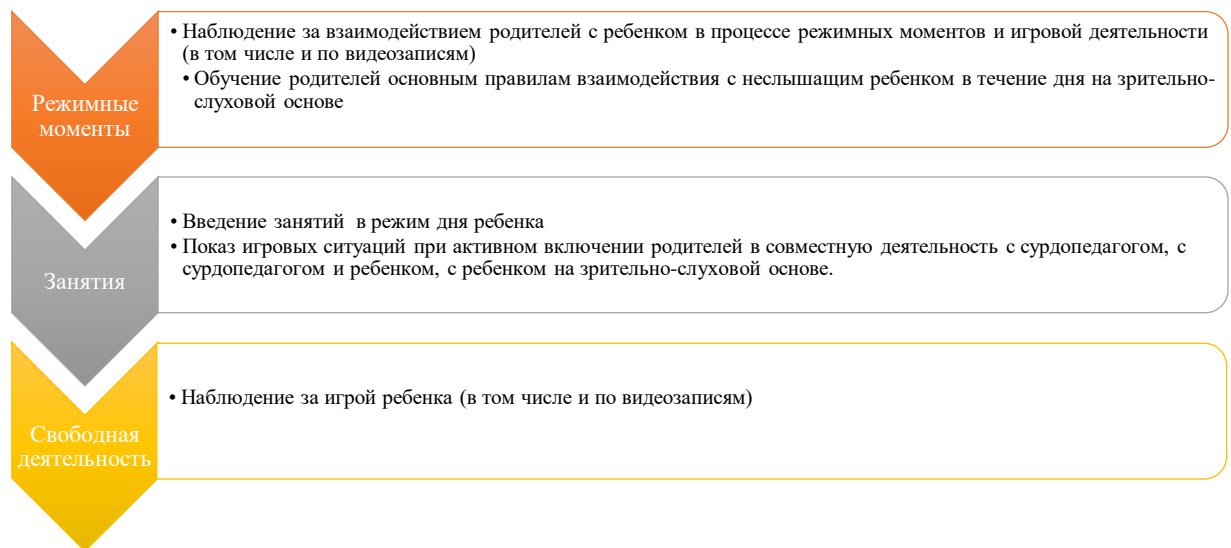 Режимные
моменты
• Наблюдение за взаимодействием родителей с ребенком в процессе режимных моментов и игровой деятельности
(в том числе и по видеозаписям)
• Обучение родителей основным правилам взаимодействия с неслышащим ребенком в течение дня на зрительно-
слуховой основе
Занятия
• Введение занятий в режим дня ребенка
• Показ игровых ситуаций при активном включении родителей в совместную деятельность с сурдопедагогом, с
сурдопедагогом и ребенком, с ребенком на зрительно-слуховой основе.
Свободная
деятельность
• Наблюдение за игрой ребенка (в том числе и по видеозаписям)